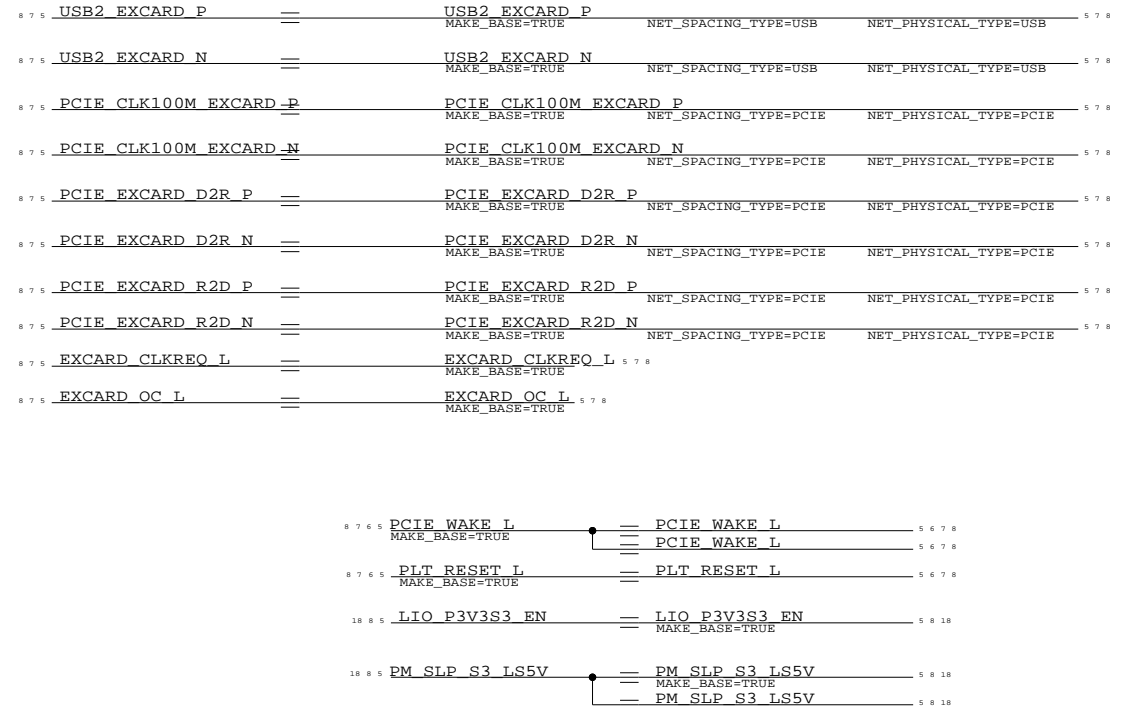 8 7 5 USB2_EXCARD_P USB2_EXCARD_P 5 7 8
MAKE_BASE=TRUE NET_SPACING_TYPE=USB NET_PHYSICAL_TYPE=USB
8 7 5 USB2_EXCARD_N USB2_EXCARD_N 5 7 8
MAKE_BASE=TRUE NET_SPACING_TYPE=USB NET_PHYSICAL_TYPE=USB
8 7 5 PCIE_CLK100M_EXCARD_P PCIE_CLK100M_EXCARD_P 5 7 8
MAKE_BASE=TRUE NET_SPACING_TYPE=PCIE NET_PHYSICAL_TYPE=PCIE
8 7 5 PCIE_CLK100M_EXCARD_N PCIE_CLK100M_EXCARD_N 5 7 8
MAKE_BASE=TRUE NET_SPACING_TYPE=PCIE NET_PHYSICAL_TYPE=PCIE
8 7 5 PCIE_EXCARD_D2R_P PCIE_EXCARD_D2R_P 5 7 8
MAKE_BASE=TRUE NET_SPACING_TYPE=PCIE NET_PHYSICAL_TYPE=PCIE
8 7 5 PCIE_EXCARD_D2R_N PCIE_EXCARD_D2R_N 5 7 8
MAKE_BASE=TRUE NET_SPACING_TYPE=PCIE NET_PHYSICAL_TYPE=PCIE
8 7 5 PCIE_EXCARD_R2D_P PCIE_EXCARD_R2D_P 5 7 8
MAKE_BASE=TRUE NET_SPACING_TYPE=PCIE NET_PHYSICAL_TYPE=PCIE
8 7 5 PCIE_EXCARD_R2D_N PCIE_EXCARD_R2D_N 5 7 8
MAKE_BASE=TRUE NET_SPACING_TYPE=PCIE NET_PHYSICAL_TYPE=PCIE
8 7 5 EXCARD_CLKREQ_L EXCARD_CLKREQ_L 5 7 8
MAKE_BASE=TRUE
8 7 5 EXCARD_OC_L EXCARD_OC_L 5 7 8
MAKE_BASE=TRUE
8 7 6 5 PCIE_WAKE_L PCIE_WAKE_L 5 6 7 8
MAKE_BASE=TRUE
PCIE_WAKE_L 5 6 7 8
8 7 6 5 PLT_RESET_L PLT_RESET_L 5 6 7 8
MAKE_BASE=TRUE
18 8 5 LIO_P3V3S3_EN LIO_P3V3S3_EN 5 8 18
MAKE_BASE=TRUE
18 8 5 PM_SLP_S3_LS5V PM_SLP_S3_LS5V 5 8 18
MAKE_BASE=TRUE
PM_SLP_S3_LS5V 5 8 18